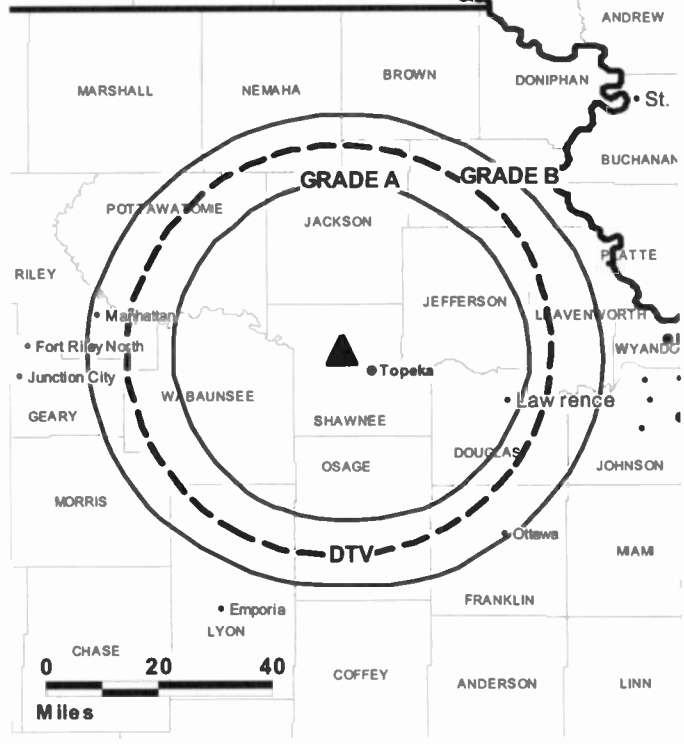 ANDREW
BROWN
DONIPHAN
MARSHALL
NEMAHA
St.
BUCHANAN
GRADE A
GRADE B
POTTAWATOMIE
JACKSON
PLATTE
RILEY
JEFFERSON
LEAVENWORTH
Manhattan
Fort Riley North
WYANDO
Topeka
Junction City
WABAUNSEE
Lawrence
GEARY
SHAWNEE
DOUGLAS
OSAGE
JOHNSON
MORRIS
Ottawa
DTV
MIAMI
FRANKLIN
Emporia
LYON
CHASE
COFFEY
ANDERSON
LINN
0 20 40
Miles